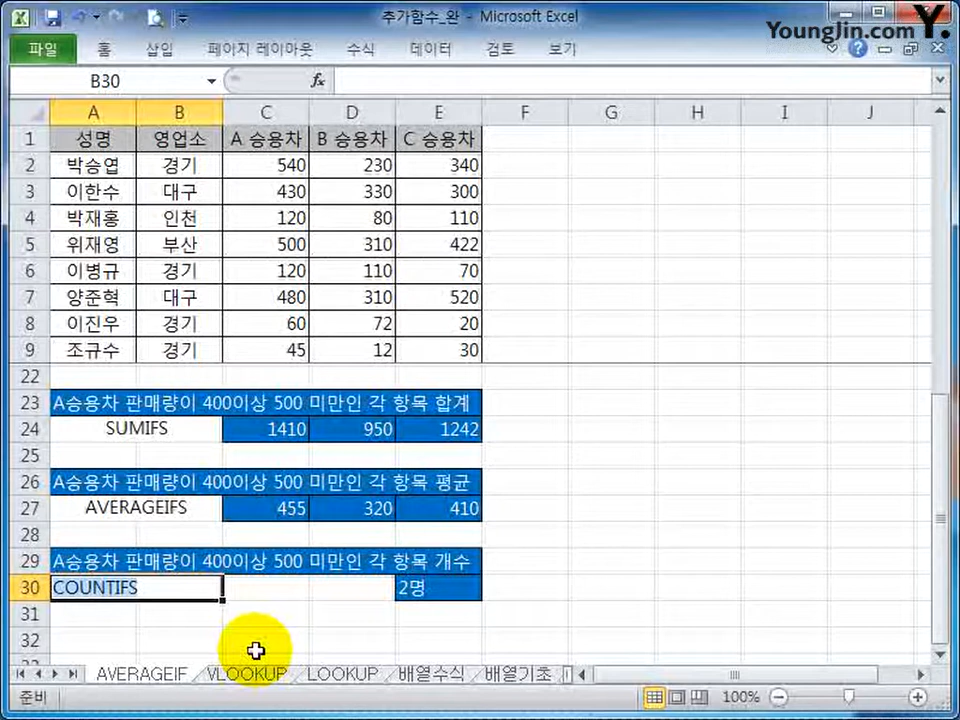 추가함수_완 - Microsoft Excel
YoungJin.com Y.
파일 홈 삽입 페이지 레이아웃 수식 데이터 검토 보기
B30 fx
A B C D E F G H I J
1 성명 영업소 A 승용차 B 승용차 C 승용차
2 박승엽 경기 540 230 340
3 이한수 대구 430 330 300
4 박재홍 인천 120 80 110
5 위재영 부산 500 310 422
6 이병규 경기 120 110 70
7 양준혁 대구 480 310 520
8 이진우 경기 60 72 20
9 조규수 경기 45 12 30
22
23 A승용차 판매량이 400이상 500 미만인 각 항목 합계
24 SUMIFS 1410 950 1242
25
26 A승용차 판매량이 400이상 500 미만인 각 항목 평균
27 AVERAGEIFS 455 320 410
28
29 A승용차 판매량이 400이상 500 미만인 각 항목 개수
30 COUNTIFS 2명
31
32
AVERAGEIF VLOOKUP LOOKUP 배열수식 배열기초
준비 100%